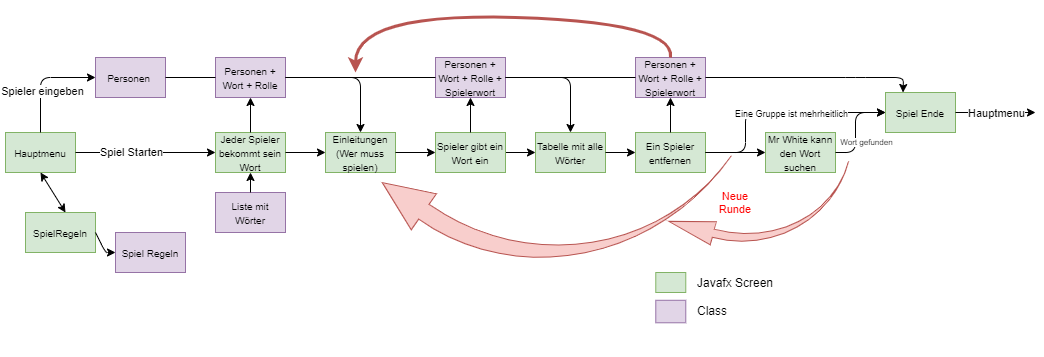 Personen
Personen +
Wort + Rolle
Personen +
Wort + Rolle +
Spielerwort
Personen +
Wort + Rolle +
Spielerwort
Spieler eingeben
Spiel Ende
Hauptmenu
Eine Gruppe ist mehrheitlich
Hauptmenu
Spiel Starten
Jeder Spieler
bekommt sein
Wort
Einleitungen
(Wer muss
spielen)
Spieler gibt ein
Wort ein
Tabelle mit alle
Wörter
Ein Spieler
entfernen
Mr White kann
den Wort
suchen
Wort gefunden
Liste mit
Wörter
Neue
Runde
SpielRegeln
Spiel Regeln
Javafx Screen
Class